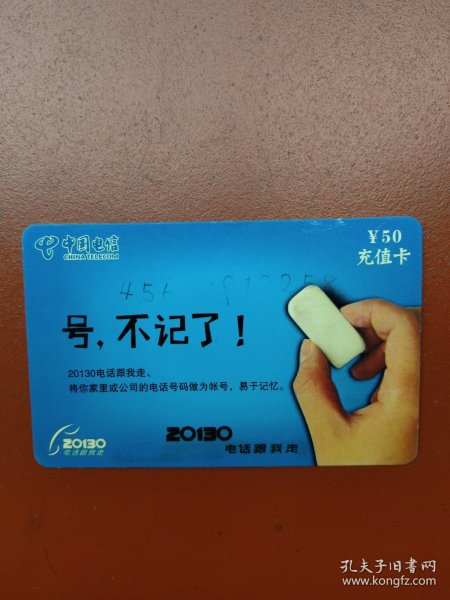 中国电信
CHINA TELECOM
¥50
充值卡
号，不记了！
20130电话跟我走、
将你家里或公司的电话号码做为帐号，易于记忆。
20130
电话跟我走
20130
电话跟我走
孔夫子旧书网
www.kongfz.com